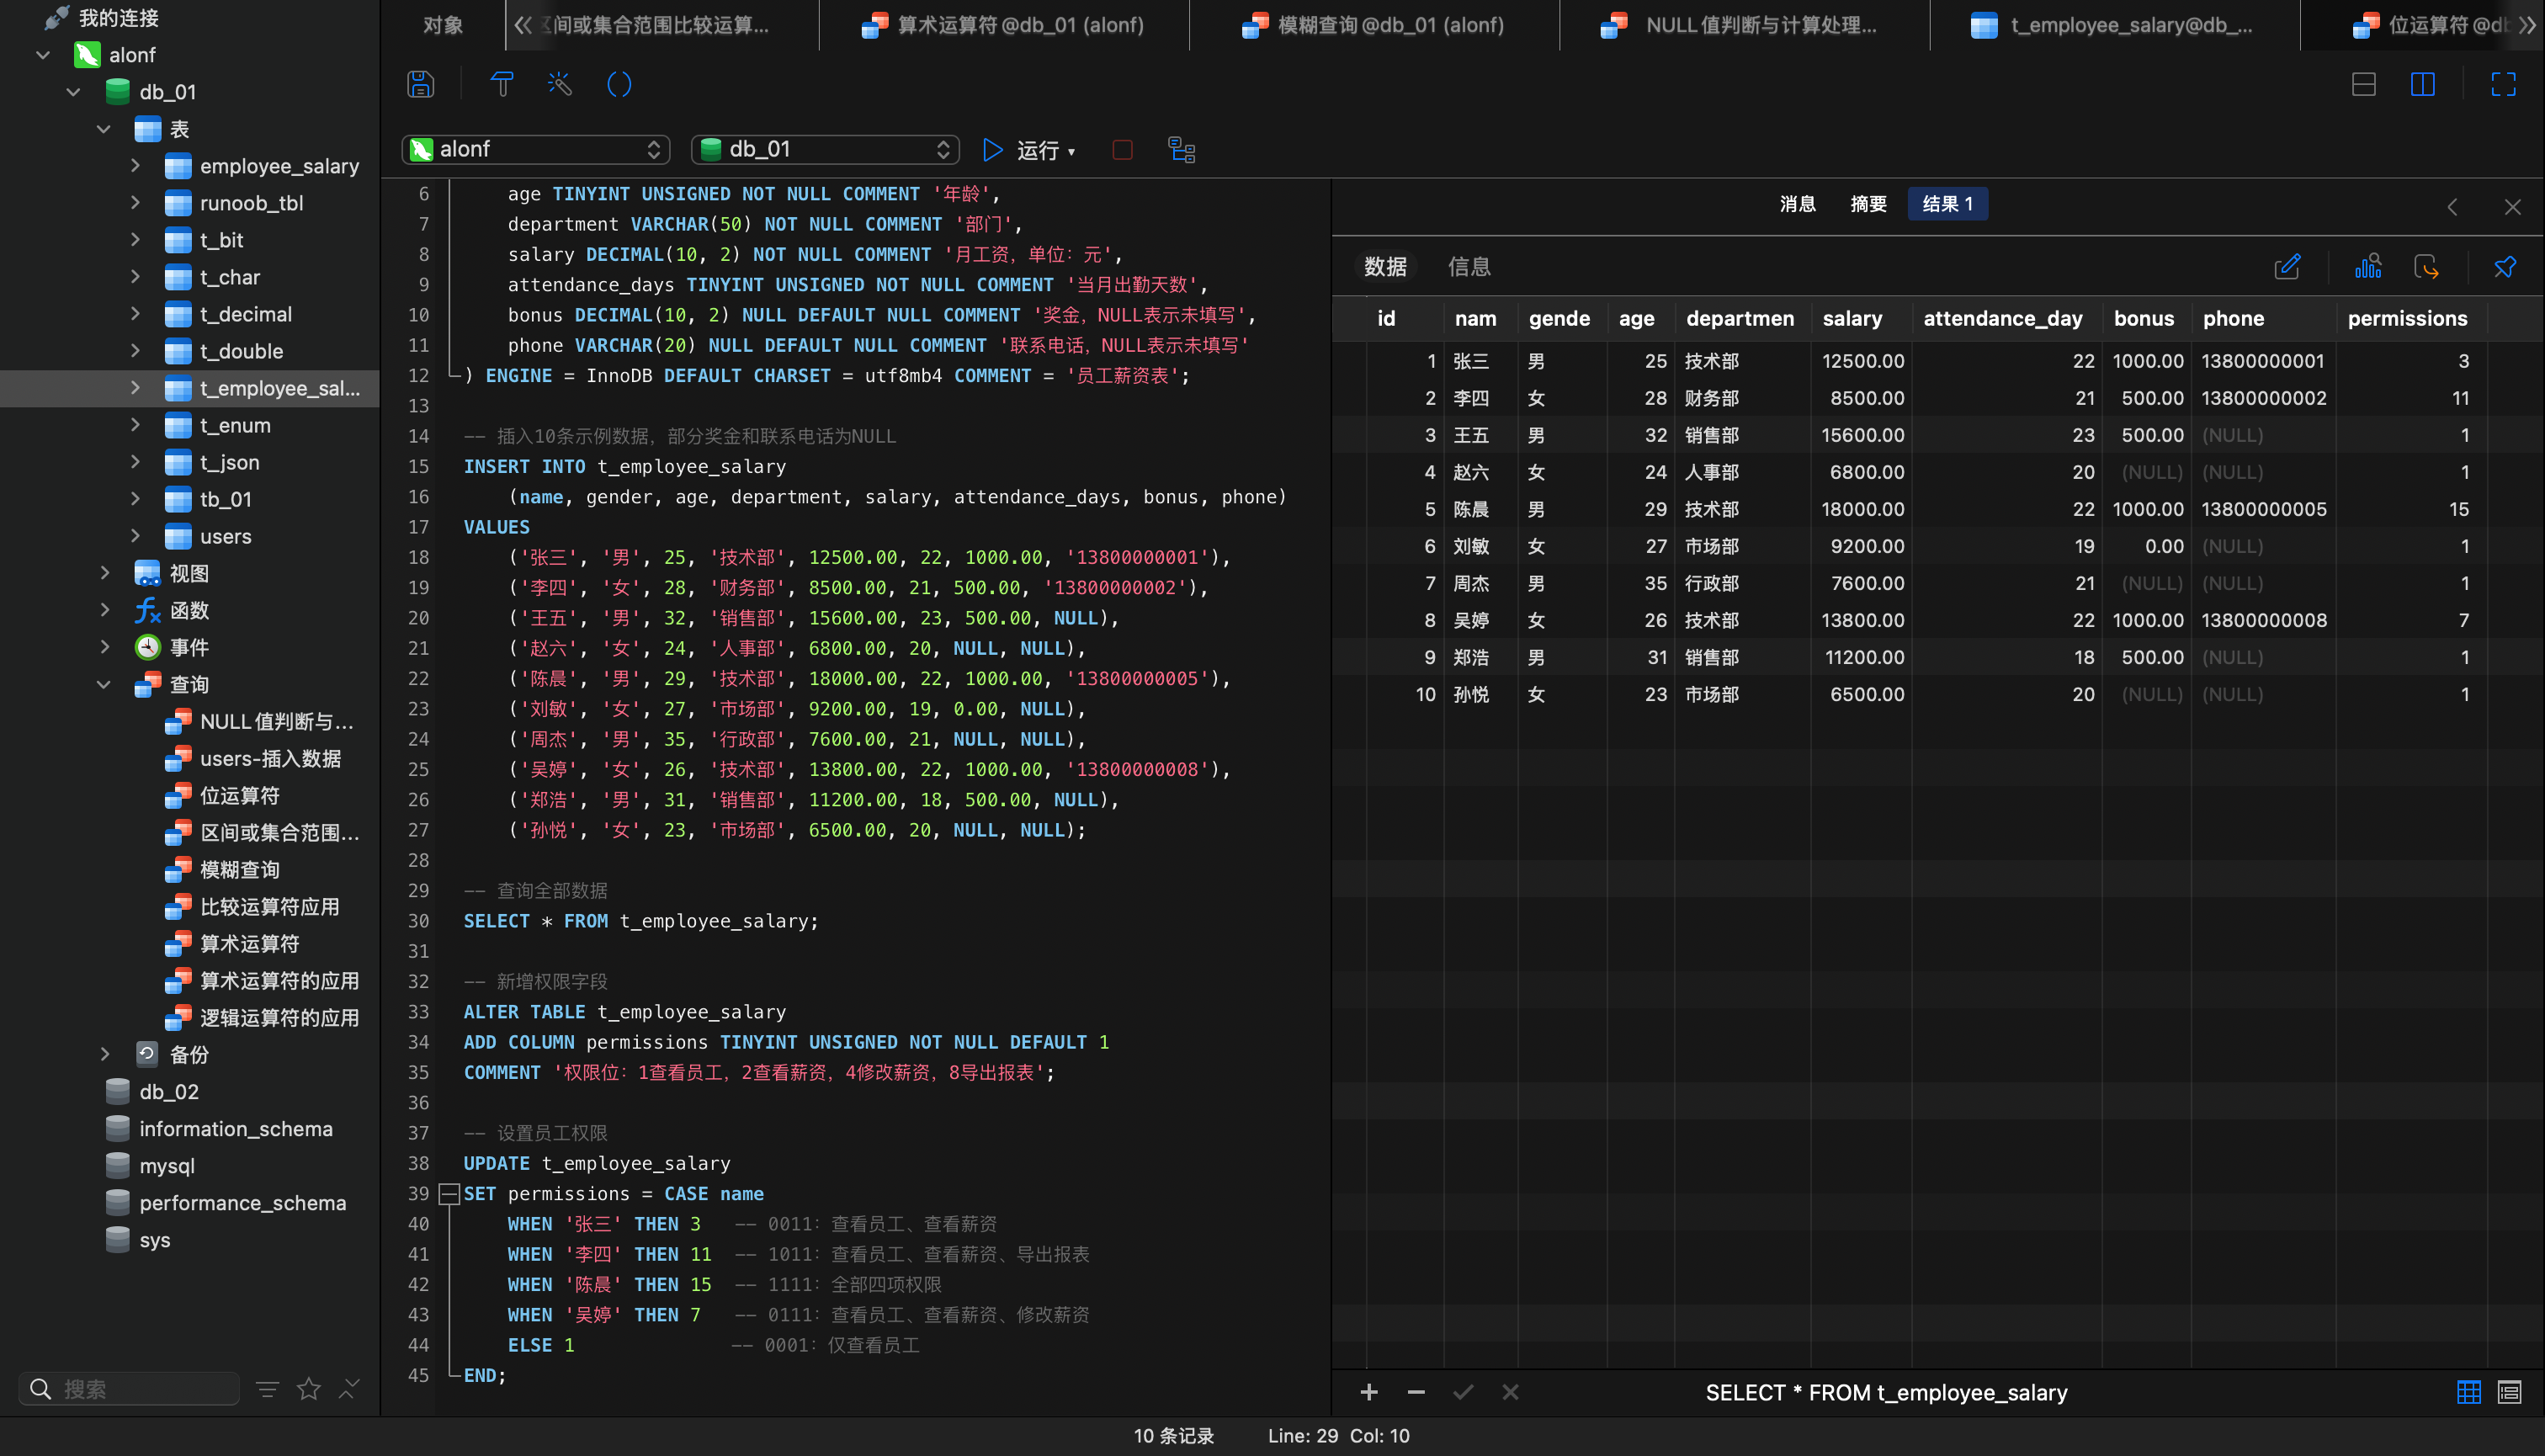 我的连接
alonf
db_01
表
employee_salary
runoob_tbl
t_bit
t_char
t_decimal
t_double
t_employee_sal...
t_enum
t_json
tb_01
users
视图
函数
事件
查询
NULL值判断与...
users-插入数据
位运算符
区间或集合范围...
模糊查询
比较运算符应用
算术运算符
算术运算符的应用
逻辑运算符的应用
备份
db_02
information_schema
mysql
performance_schema
sys
搜索
对象
区间或集合范围比较运算...
算术运算符@db_01 (alonf)
模糊查询@db_01 (alonf)
NULL值判断与计算处理...
t_employee_salary@db_...
位运算符@db
alonf
db_01
运行
6 age TINYINT UNSIGNED NOT NULL COMMENT '年龄',
7 department VARCHAR(50) NOT NULL COMMENT '部门',
8 salary DECIMAL(10, 2) NOT NULL COMMENT '月工资，单位：元',
9 attendance_days TINYINT UNSIGNED NOT NULL COMMENT '当月出勤天数',
10 bonus DECIMAL(10, 2) NULL DEFAULT NULL COMMENT '奖金，NULL表示未填写',
11 phone VARCHAR(20) NULL DEFAULT NULL COMMENT '联系电话，NULL表示未填写'
12 ) ENGINE = InnoDB DEFAULT CHARSET = utf8mb4 COMMENT = '员工薪资表';
13
14 -- 插入10条示例数据，部分奖金和联系电话为NULL
15 INSERT INTO t_employee_salary
16 (name, gender, age, department, salary, attendance_days, bonus, phone)
17 VALUES
18 ('张三', '男', 25, '技术部', 12500.00, 22, 1000.00, '13800000001'),
19 ('李四', '女', 28, '财务部', 8500.00, 21, 500.00, '13800000002'),
20 ('王五', '男', 32, '销售部', 15600.00, 23, 500.00, NULL),
21 ('赵六', '女', 24, '人事部', 6800.00, 20, NULL, NULL),
22 ('陈晨', '男', 29, '技术部', 18000.00, 22, 1000.00, '13800000005'),
23 ('刘敏', '女', 27, '市场部', 9200.00, 19, 0.00, NULL),
24 ('周杰', '男', 35, '行政部', 7600.00, 21, NULL, NULL),
25 ('吴婷', '女', 26, '技术部', 13800.00, 22, 1000.00, '13800000008'),
26 ('郑浩', '男', 31, '销售部', 11200.00, 18, 500.00, NULL),
27 ('孙悦', '女', 23, '市场部', 6500.00, 20, NULL, NULL);
28
29 -- 查询全部数据
30 SELECT * FROM t_employee_salary;
31
32 -- 新增权限字段
33 ALTER TABLE t_employee_salary
34 ADD COLUMN permissions TINYINT UNSIGNED NOT NULL DEFAULT 1
35 COMMENT '权限位：1查看员工，2查看薪资，4修改薪资，8导出报表';
36
37 -- 设置员工权限
38 UPDATE t_employee_salary
39 SET permissions = CASE name
40 WHEN '张三' THEN 3 -- 0011：查看员工、查看薪资
41 WHEN '李四' THEN 11 -- 1011：查看员工、查看薪资、导出报表
42 WHEN '陈晨' THEN 15 -- 1111：全部四项权限
43 WHEN '吴婷' THEN 7 -- 0111：查看员工、查看薪资、修改薪资
44 ELSE 1 -- 0001：仅查看员工
45 END;
消息 摘要 结果 1
数据 信息
id nam gende age departmen salary attendance_day bonus phone permissions
1 张三 男 25 技术部 12500.00 22 1000.00 13800000001 3
2 李四 女 28 财务部 8500.00 21 500.00 13800000002 11
3 王五 男 32 销售部 15600.00 23 500.00 (NULL) 1
4 赵六 女 24 人事部 6800.00 20 (NULL) (NULL) 1
5 陈晨 男 29 技术部 18000.00 22 1000.00 13800000005 15
6 刘敏 女 27 市场部 9200.00 19 0.00 (NULL) 1
7 周杰 男 35 行政部 7600.00 21 (NULL) (NULL) 1
8 吴婷 女 26 技术部 13800.00 22 1000.00 13800000008 7
9 郑浩 男 31 销售部 11200.00 18 500.00 (NULL) 1
10 孙悦 女 23 市场部 6500.00 20 (NULL) (NULL) 1
SELECT * FROM t_employee_salary
10 条记录 Line: 29 Col: 10